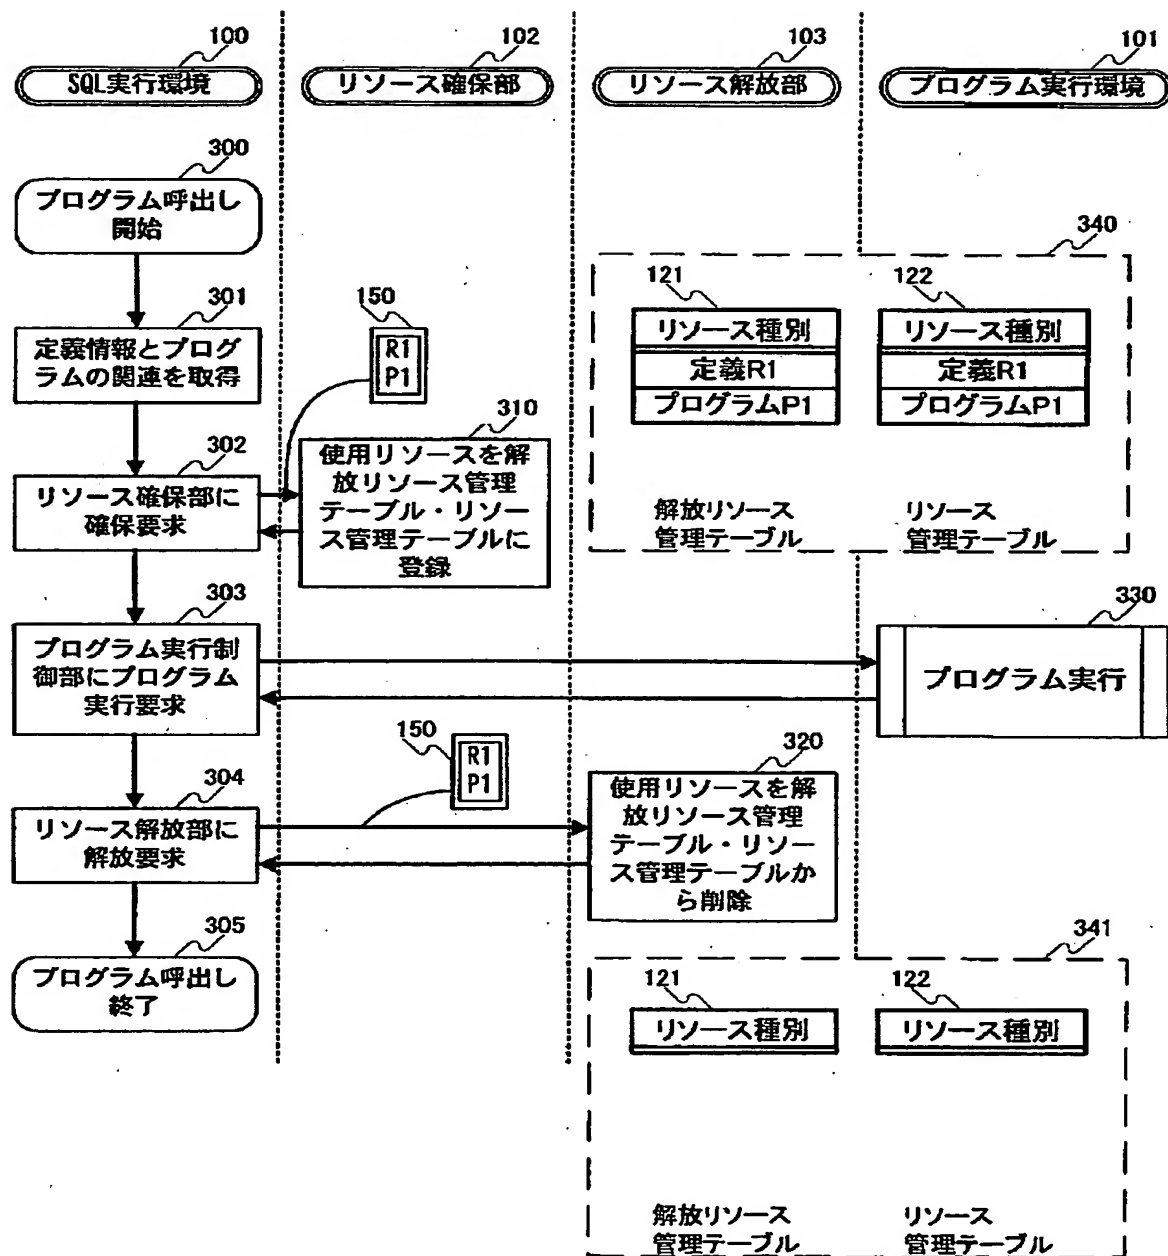 100
102
103
101
SQL実行環境
リソース確保部
リソース解放部
プログラム実行環境
300
プログラム呼出し
開始
340
301
定義情報とプログ
ラムの関連を取得
150
R1
P1
121
リソース種別
定義R1
プログラムP1
122
リソース種別
定義R1
プログラムP1
302
リソース確保部に
確保要求
310
使用リソースを解
放リソース管理
テーブル・リソー
ス管理テーブルに
登録
解放リソース
管理テーブル
リソース
管理テーブル
303
プログラム実行制
御部にプログラム
実行要求
330
プログラム実行
150
R1
P1
304
リソース解放部に
解放要求
320
使用リソースを解
放リソース管理
テーブル・リソー
ス管理テーブルか
ら削除
305
プログラム呼出し
終了
341
121
リソース種別
122
リソース種別
解放リソース
管理テーブル
リソース
管理テーブル